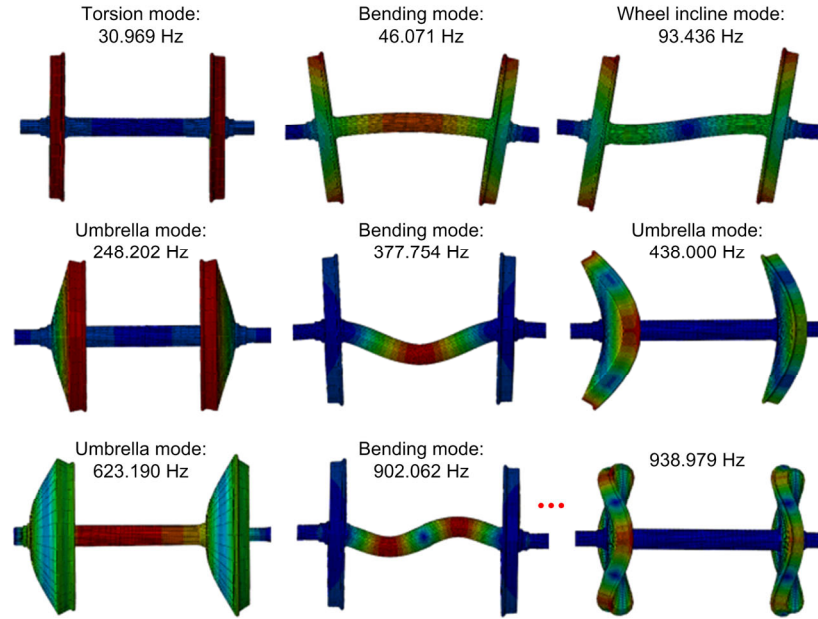 Torsion mode:
30.969 Hz
Bending mode:
46.071 Hz
Wheel incline mode:
93.436 Hz
Umbrella mode:
248.202 Hz
Bending mode:
377.754 Hz
Umbrella mode:
438.000 Hz
Umbrella mode:
623.190 Hz
Bending mode:
902.062 Hz
938.979 Hz
...